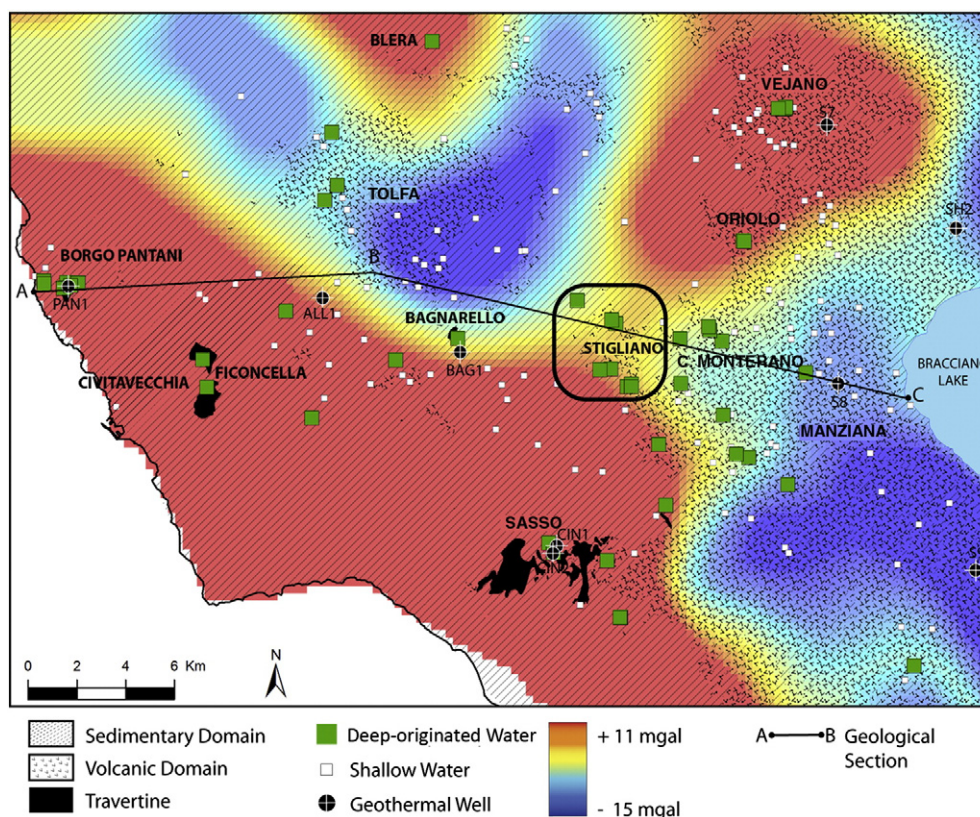 BLERA
VEJANO
S7
TOLFA
SH2
ORIOLO
BORGO PANTANI
B
A
PAN1
ALL1
BAGNARELLO
STIGLIANO
C. MONTERANO
BRACCIANO
LAKE
BAG1
CIVITAVECCHIA
FICONCELLA
S8
C
MANZIANA
SASSO
CIN1
CIN2
0 2 4 6 Km
N
Sedimentary Domain
Volcanic Domain
Travertine
Deep-originated Water
Shallow Water
Geothermal Well
+ 11 mgal
- 15 mgal
A B Geological
Section